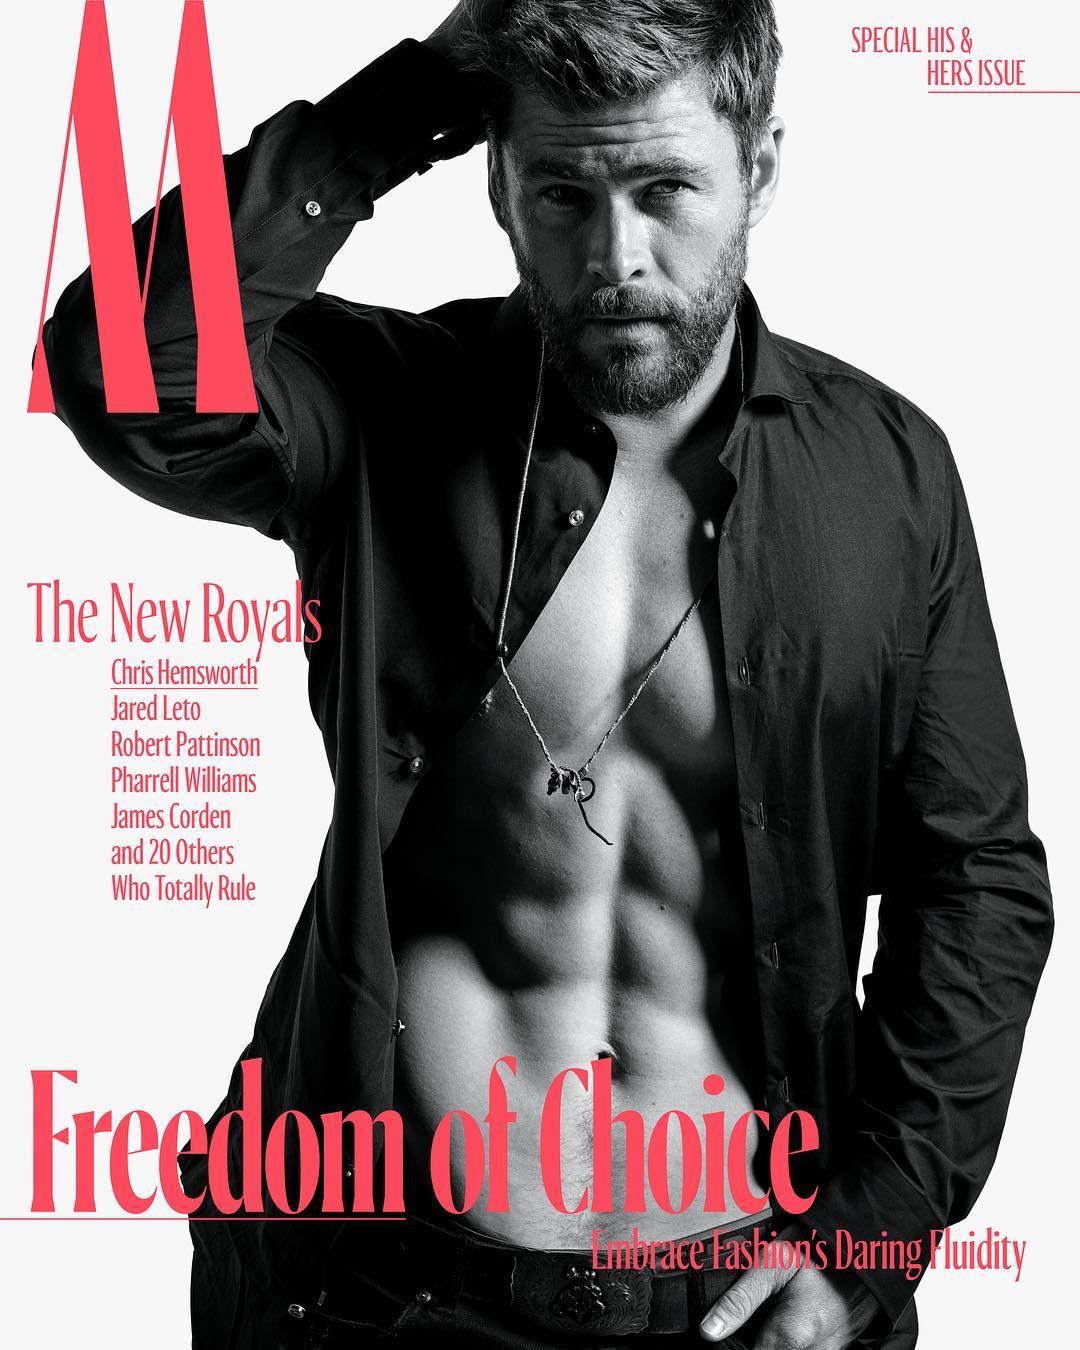 W
SPECIAL HIS &
HERS ISSUE
The New Royals
Chris Hemsworth
Jared Leto
Robert Pattinson
Pharrell Williams
James Corden
and 20 Others
Who Totally Rule
Freedom of Choice
Embrace Fashion's Daring Fluidity